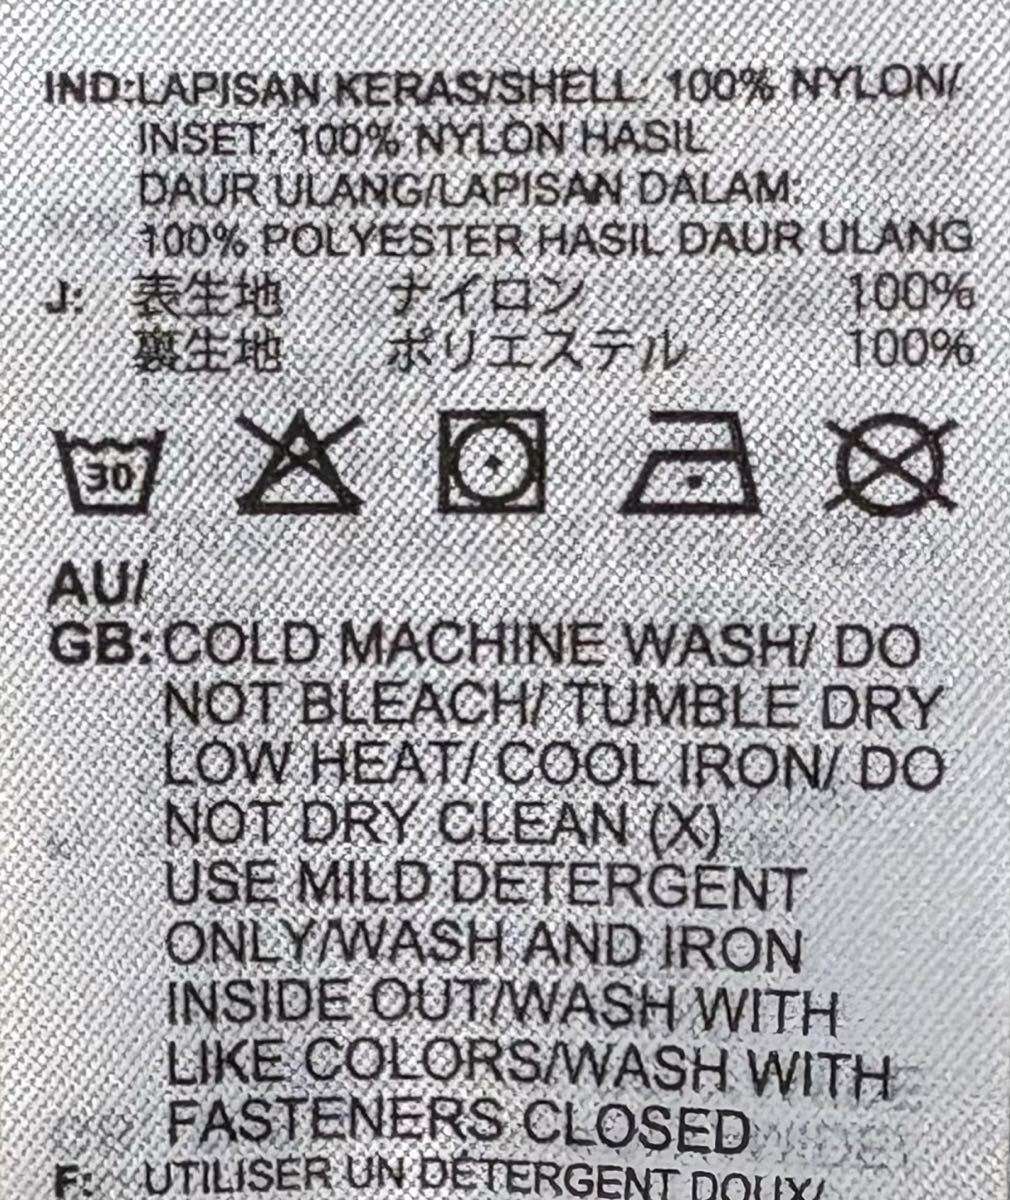 IND:LAPISAN KERAS/SHELL: 100% NYLON/
INSET: 100% NYLON HASIL
DAUR ULANG/LAPISAN DALAM:
100% POLYESTER HASIL DAUR ULANG
J: 表生地 ナイロン 100%
裏生地 ポリエステル 100%
30
AU/
GB: COLD MACHINE WASH/ DO
NOT BLEACH/ TUMBLE DRY
LOW HEAT/ COOL IRON/ DO
NOT DRY CLEAN (X)
USE MILD DETERGENT
ONLY/WASH AND IRON
INSIDE OUT/WASH WITH
LIKE COLORS/WASH WITH
FASTENERS CLOSED
F: UTILISER UN DÉTERGENT DOUX/